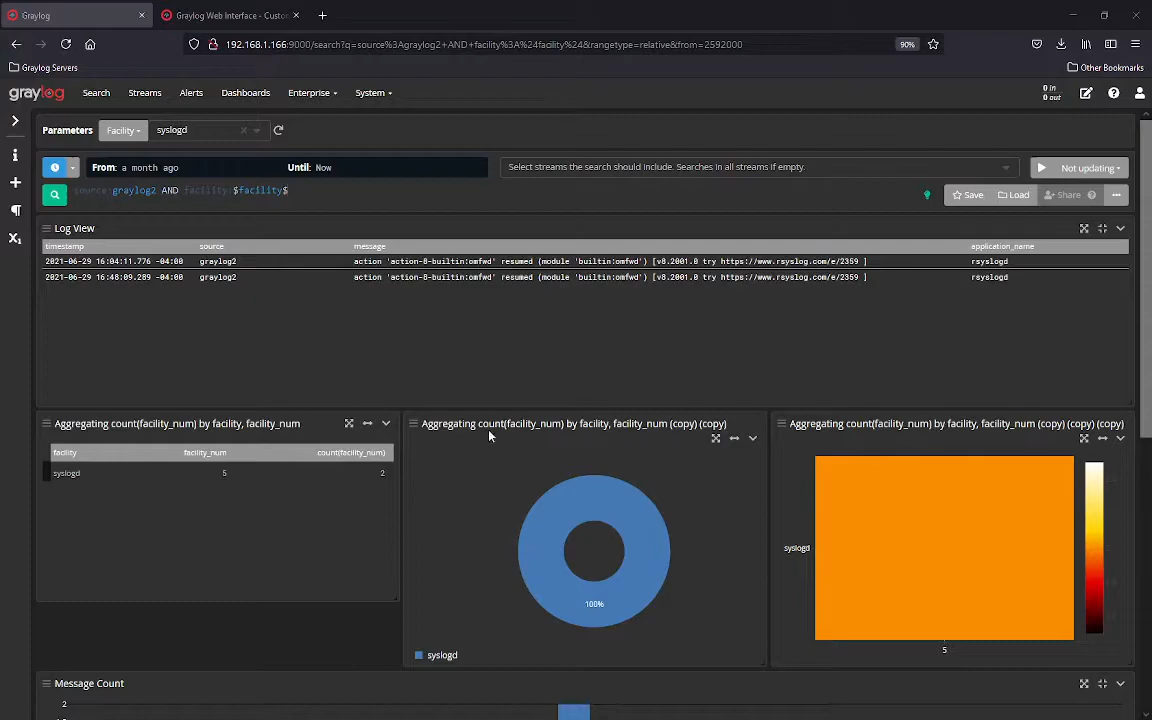 Graylog
Graylog Web Interface - Custom
192.168.1.166:9000/search?q=source%3Agraylog2+AND+facility%3A%24facility%24&rangetype=relative&from=2592000
90%
Graylog Servers
Other Bookmarks
graylog
Search
Streams
Alerts
Dashboards
Enterprise
System
0 in
0 out
Parameters
Facility
syslogd
From: a month ago
Until: Now
Select streams the search should include. Searches in all streams if empty.
Not updating
source:graylog2 AND facility:$facility$
Save
Load
Share
Log View
timestamp source message application_name
2021-06-29 16:04:11.776 -04:00 graylog2 action 'action-8-builtin:omfwd' resumed (module 'builtin:omfwd') [v8.2001.0 try https://www.rsyslog.com/e/2359 ] rsyslogd
2021-06-29 16:48:09.289 -04:00 graylog2 action 'action-8-builtin:omfwd' resumed (module 'builtin:omfwd') [v8.2001.0 try https://www.rsyslog.com/e/2359 ] rsyslogd
Aggregating count(facility_num) by facility, facility_num
facility facility_num count(facility_num)
syslogd 5 2
Aggregating count(facility_num) by facility, facility_num (copy) (copy)
100%
syslogd
Aggregating count(facility_num) by facility, facility_num (copy) (copy) (copy)
syslogd
5
Message Count
2